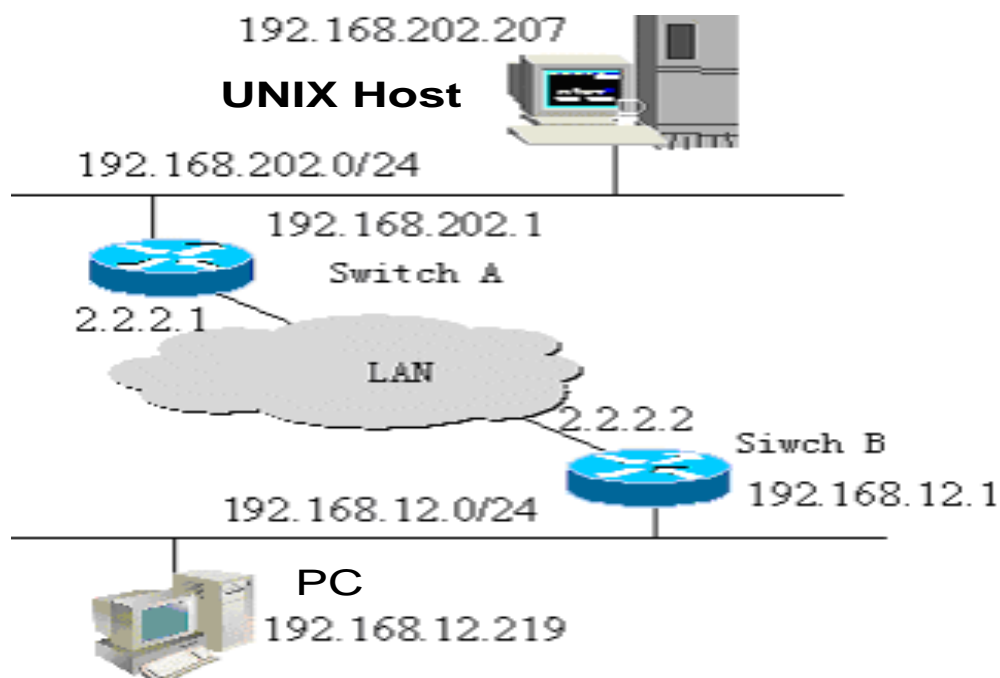 192.168.202.207
UNIX Host
192.168.202.0/24
192.168.202.1
Switch A
2.2.2.1
LAN
2.2.2.2
Siwch B
192.168.12.1
192.168.12.0/24
PC
192.168.12.219